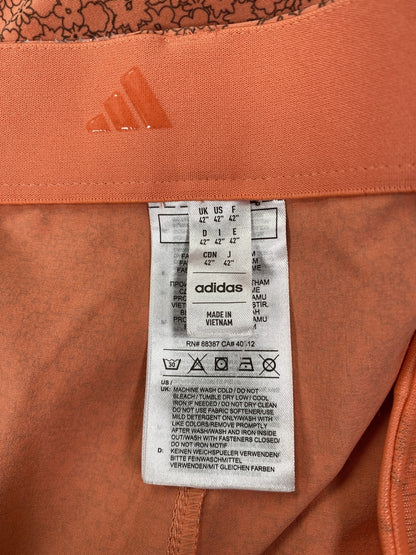 UK US F
42" 42" 42"
D I E
42" 42" 42"
CDN J
42" 42"
adidas
MADE IN
VIETNAM
RN# 88387 CA# 40312
30
US /
UK: MACHINE WASH COLD / DO NOT
BLEACH / TUMBLE DRY LOW / COOL
IRON IF NEEDED / DO NOT DRY CLEAN
DO NOT USE FABRIC SOFTENER/USE
MILD DETERGENT ONLY/WASH WITH
LIKE COLORS/REMOVE PROMPTLY
AFTER WASH/WASH AND IRON INSIDE
OUT/WASH WITH FASTENERS CLOSED/
DO NOT IRON PRINT
D: KEINEN WEICHSPUELER VERWENDEN/
BITTE FEINWASCHMITTEL
VERWENDEN/MIT GLEICHEN FARBEN